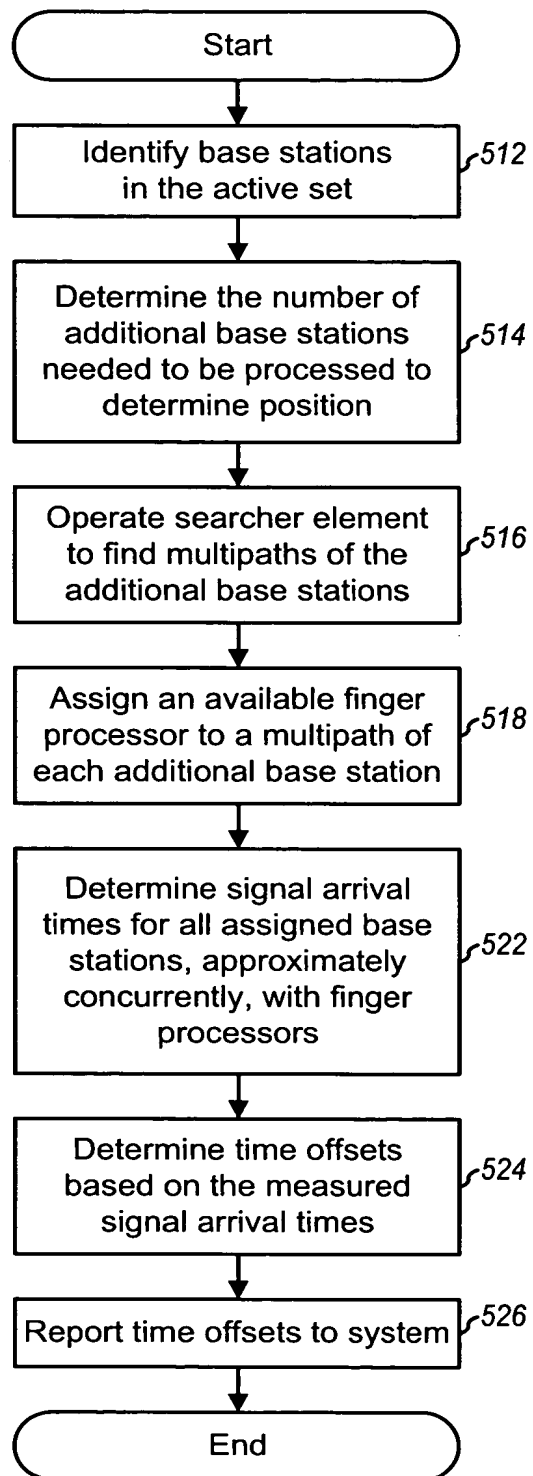 Start
Identify base stations
in the active set
512
Determine the number of
additional base stations
needed to be processed to
determine position
514
Operate searcher element
to find multipaths of the
additional base stations
516
Assign an available finger
processor to a multipath of
each additional base station
518
Determine signal arrival
times for all assigned base
stations, approximately
concurrently, with finger
processors
522
Determine time offsets
based on the measured
signal arrival times
524
Report time offsets to system
526
End